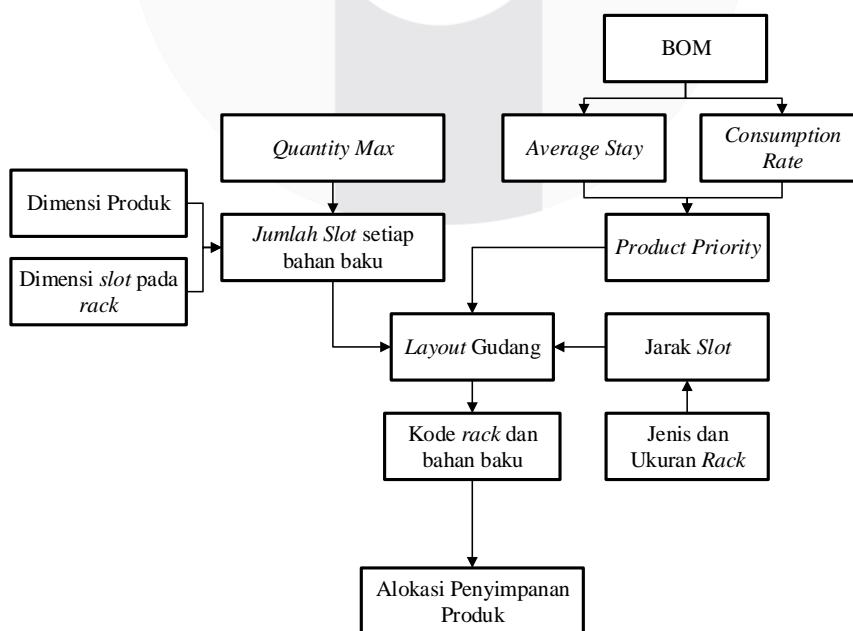 BOM
Quantity Max
Average Stay
Consumption
Rate
Dimensi Produk
Jumlah Slot setiap
bahan baku
Product Priority
Dimensi slot pada
rack
Layout Gudang
Jarak Slot
Kode rack dan
bahan baku
Jenis dan
Ukuran Rack
Alokasi Penyimpanan
Produk